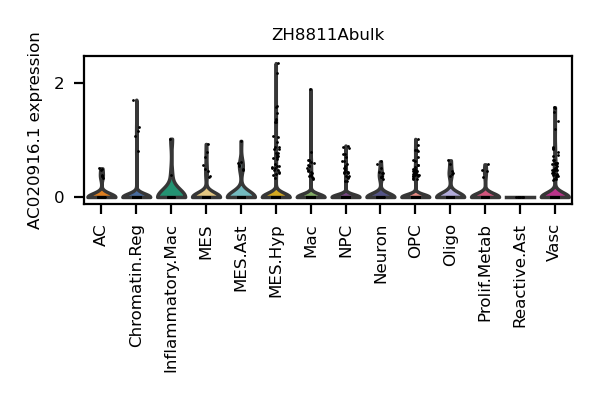 ZH8811Abulk
AC020916.1 expression
2
0
AC
Chromatin.Reg
Inflammatory.Mac
MES
MES.Ast
MES.Hyp
Mac
NPC
Neuron
OPC
Oligo
Prolif.Metab
Reactive.Ast
Vasc